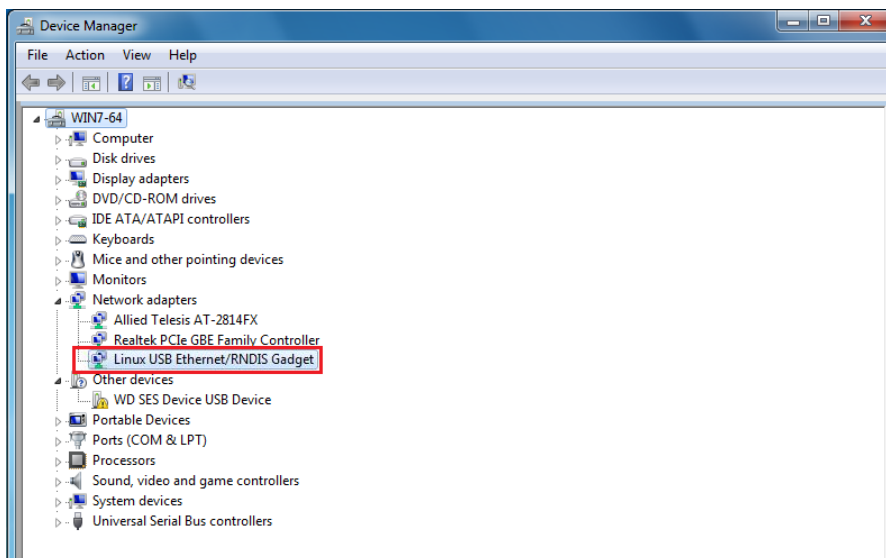 Device Manager
File Action View Help
WIN7-64
Computer
Disk drives
Display adapters
DVD/CD-ROM drives
IDE ATA/ATAPI controllers
Keyboards
Mice and other pointing devices
Monitors
Network adapters
Allied Telesis AT-2814FX
Realtek PCIe GBE Family Controller
Linux USB Ethernet/RNDIS Gadget
Other devices
WD SES Device USB Device
Portable Devices
Ports (COM & LPT)
Processors
Sound, video and game controllers
System devices
Universal Serial Bus controllers